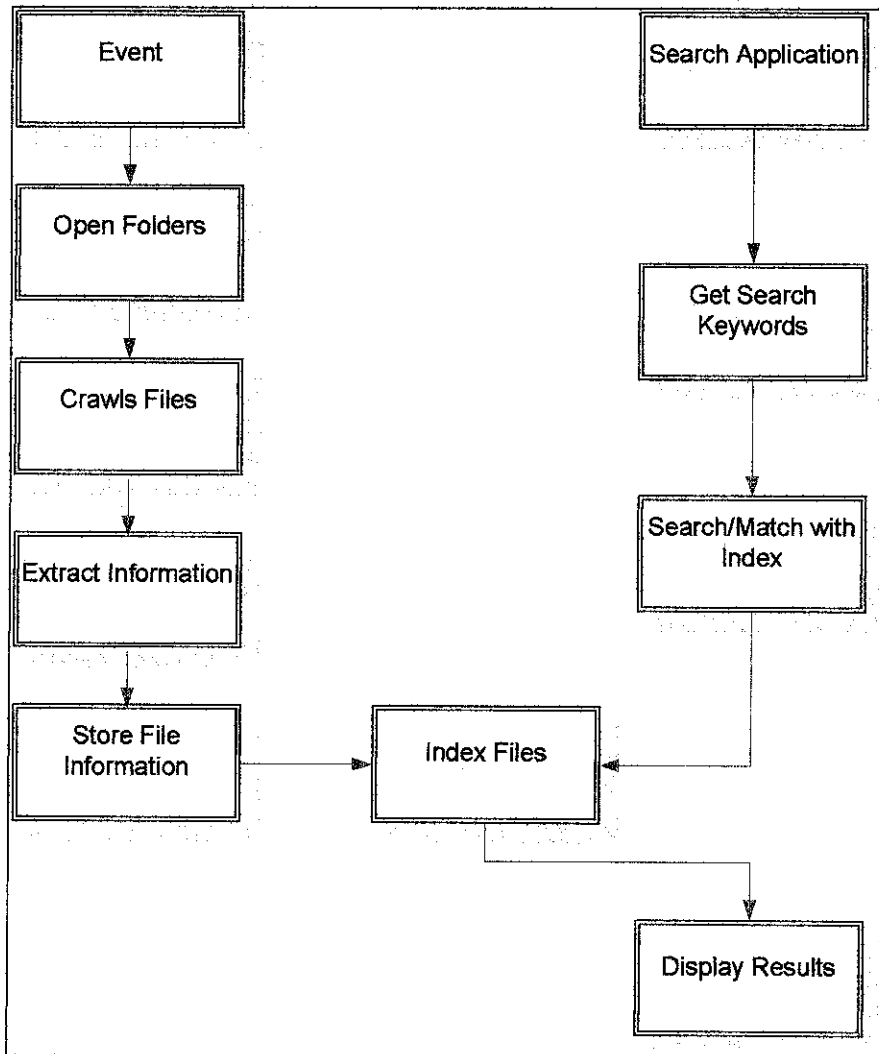 Event
Open Folders
Crawls Files
Extract Information
Store File
Information
Index Files
Search Application
Get Search
Keywords
Search/Match with
Index
Display Results